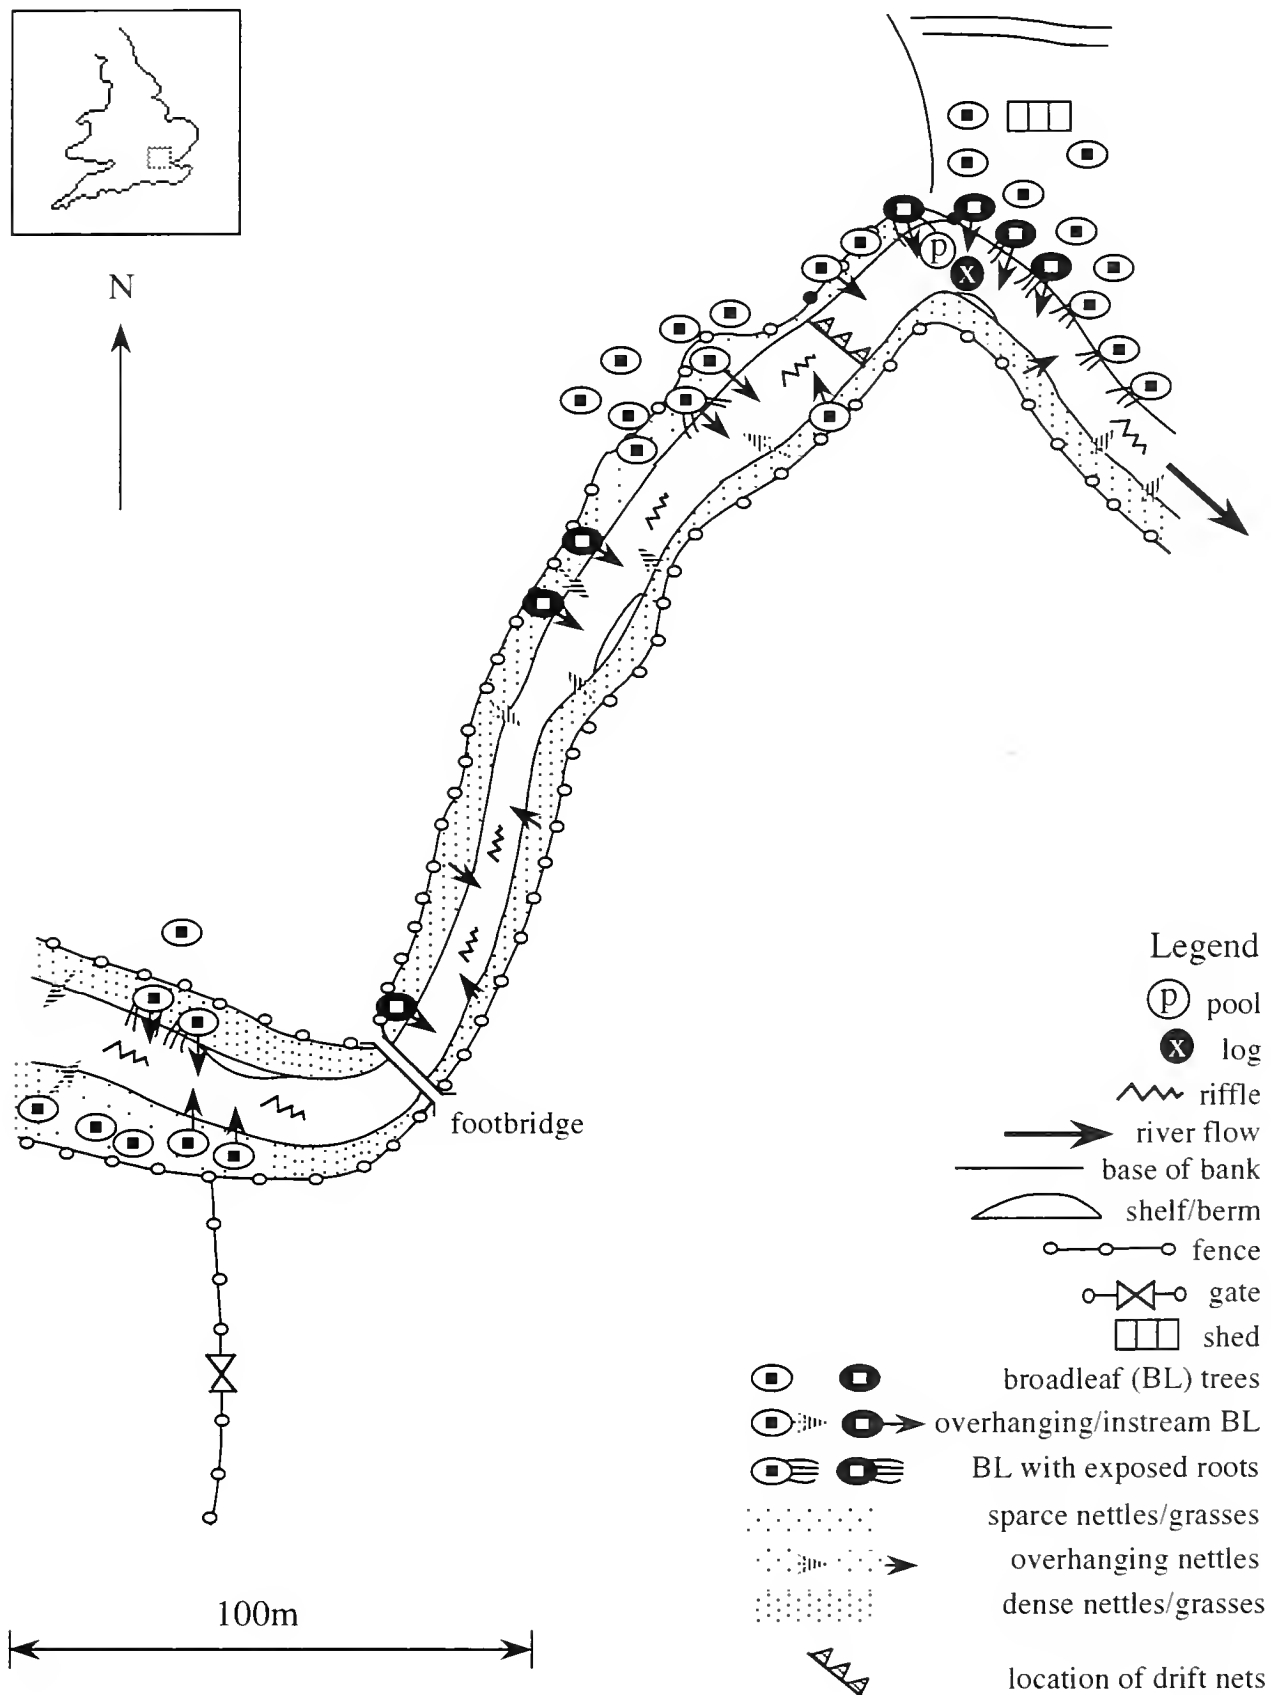 N
p
X
footbridge
Legend
p pool
X log
riffle
river flow
base of bank
shelf/berm
fence
gate
shed
broadleaf (BL) trees
overhanging/instream BL
BL with exposed roots
sparce nettles/grasses
overhanging nettles
dense nettles/grasses
location of drift nets
100m